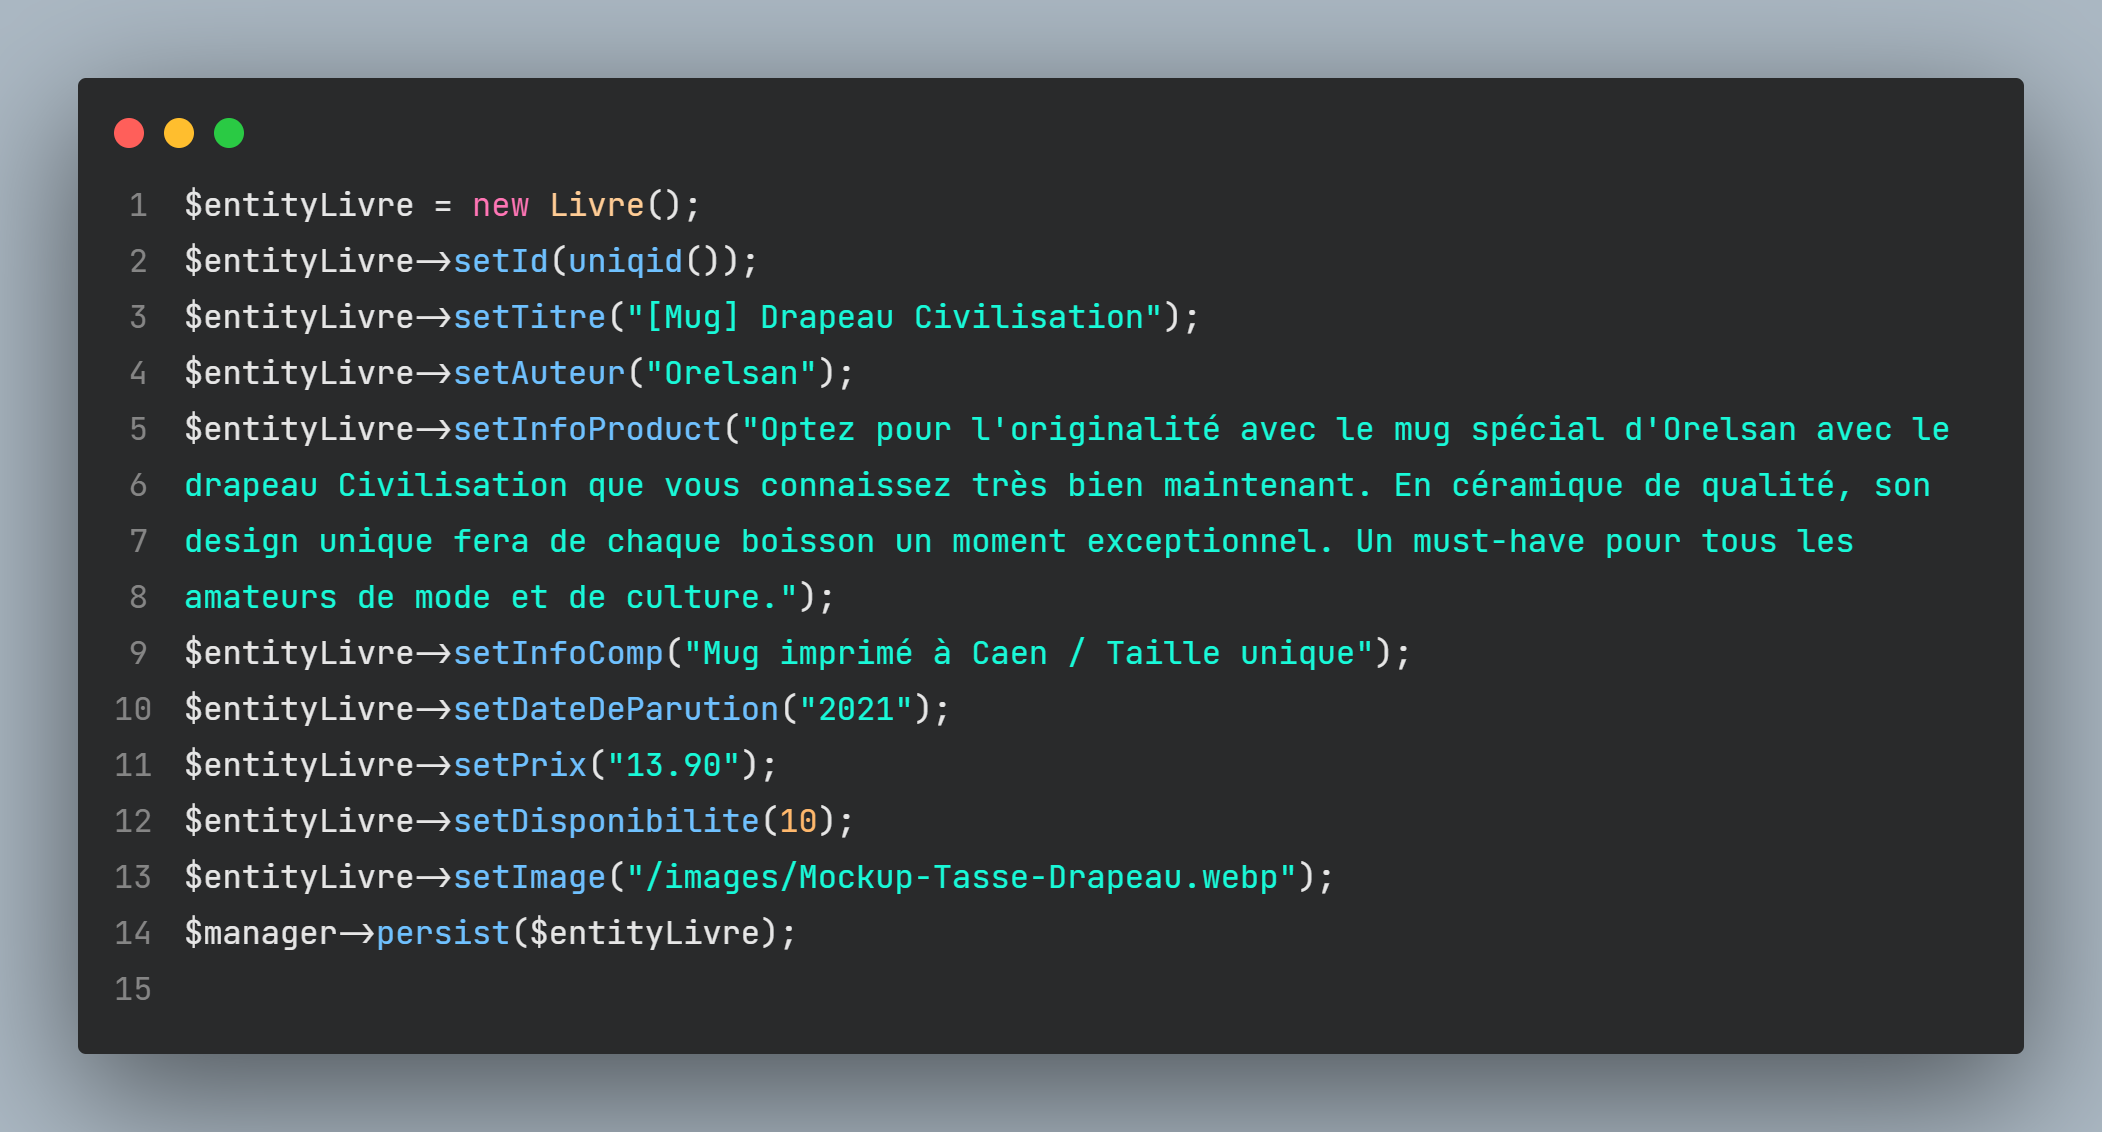 1 $entityLivre = new Livre();
2 $entityLivre->setId(uniqid());
3 $entityLivre->setTitre("[Mug] Drapeau Civilisation");
4 $entityLivre->setAuteur("Orelsan");
5 $entityLivre->setInfoProduct("Optez pour l'originalité avec le mug spécial d'Orelsan avec le
6 drapeau Civilisation que vous connaissez très bien maintenant. En céramique de qualité, son
7 design unique fera de chaque boisson un moment exceptionnel. Un must-have pour tous les
8 amateurs de mode et de culture.");
9 $entityLivre->setInfoComp("Mug imprimé à Caen / Taille unique");
10 $entityLivre->setDateDeParution("2021");
11 $entityLivre->setPrix("13.90");
12 $entityLivre->setDisponibilite(10);
13 $entityLivre->setImage("/images/Mockup-Tasse-Drapeau.webp");
14 $manager->persist($entityLivre);
15